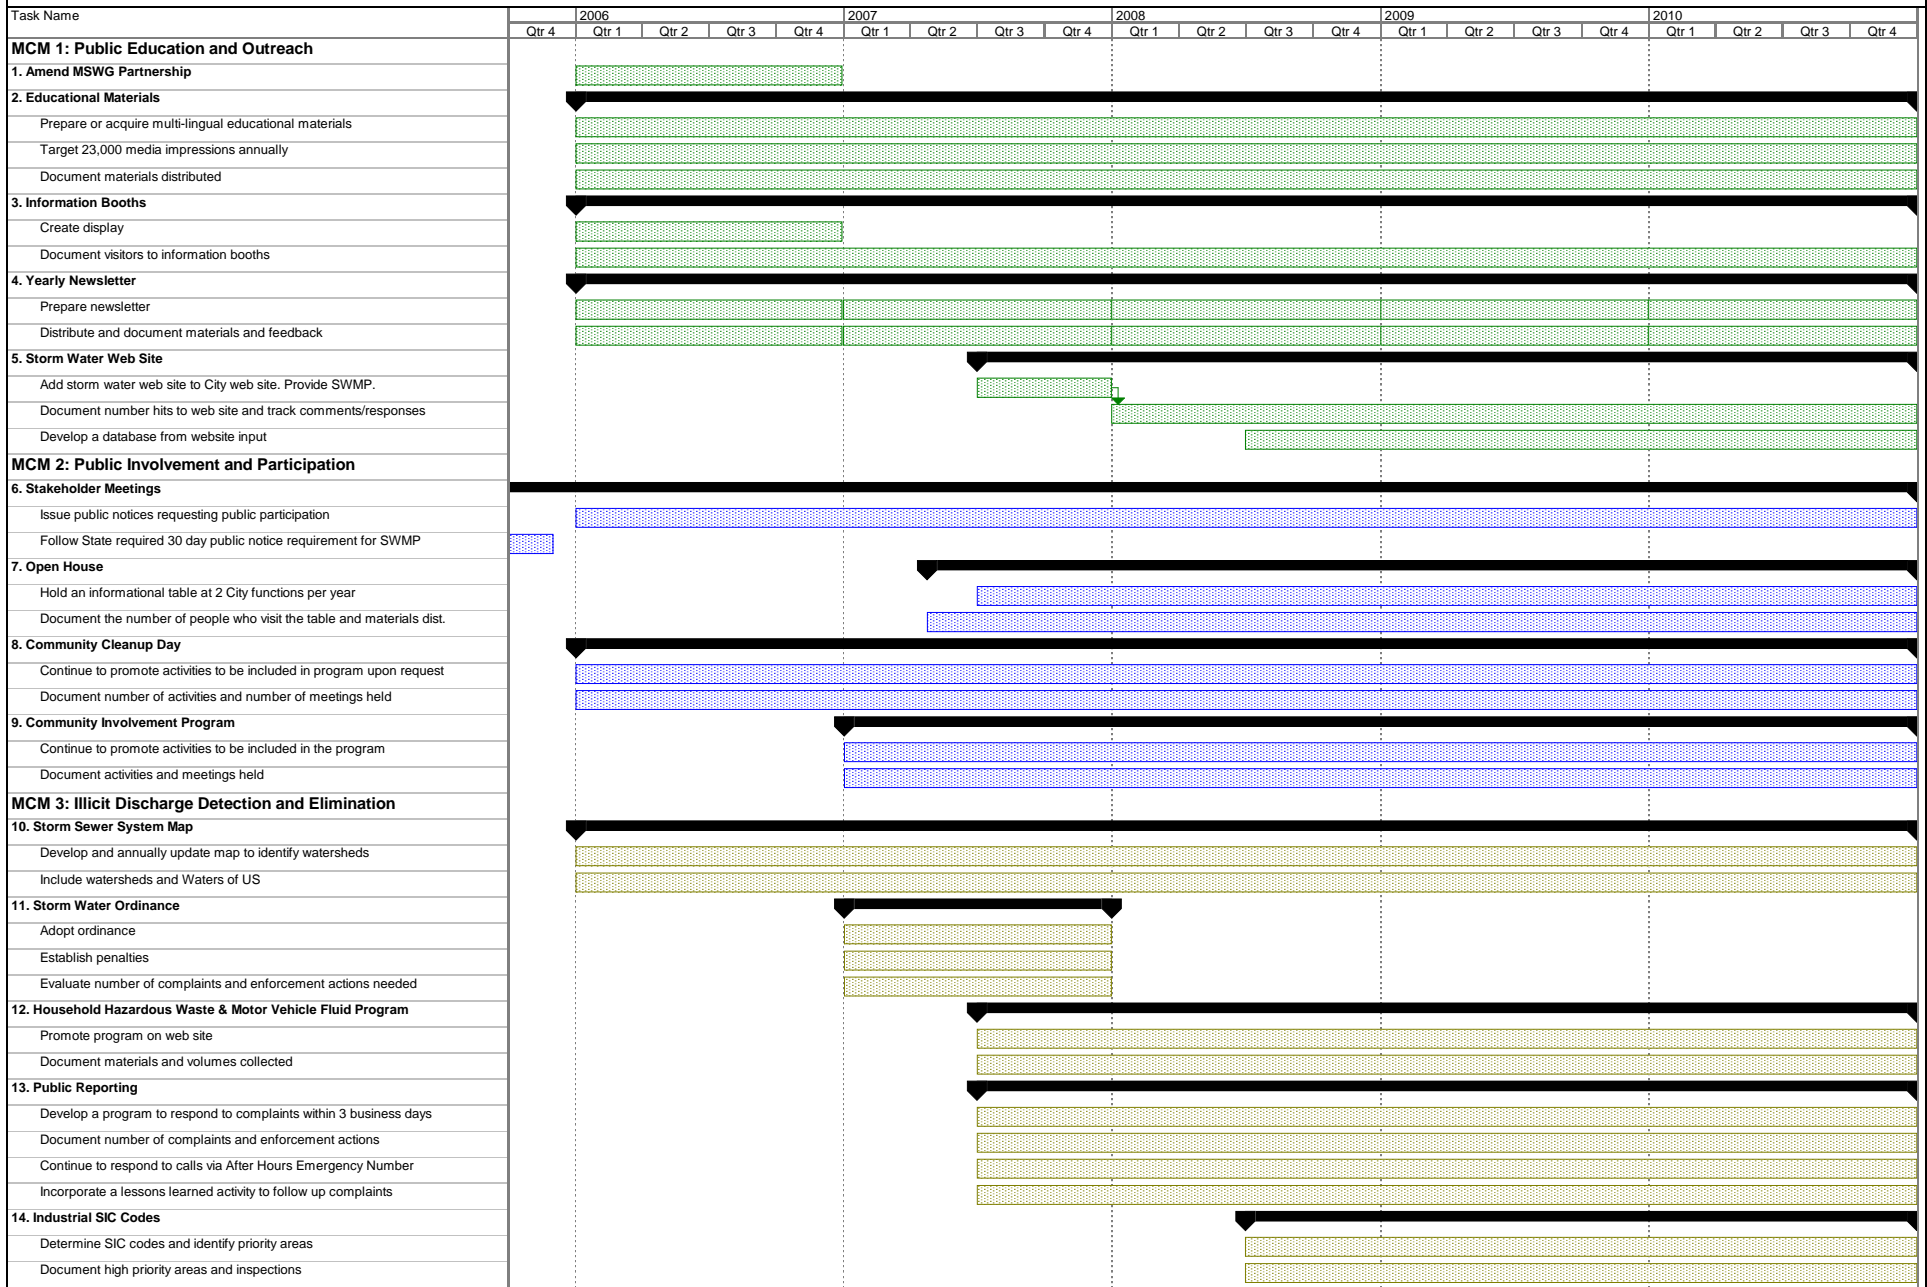 Task Name
2006 2007 2008 2009 2010
Qtr 4 Qtr 1 Qtr 2 Qtr 3 Qtr 4 Qtr 1 Qtr 2 Qtr 3 Qtr 4 Qtr 1 Qtr 2 Qtr 3 Qtr 4 Qtr 1 Qtr 2 Qtr 3 Qtr 4 Qtr 1 Qtr 2 Qtr 3 Qtr 4
MCM 1: Public Education and Outreach
1. Amend MSWG Partnership
2. Educational Materials
Prepare or acquire multi-lingual educational materials
Target 23,000 media impressions annually
Document materials distributed
3. Information Booths
Create display
Document visitors to information booths
4. Yearly Newsletter
Prepare newsletter
Distribute and document materials and feedback
5. Storm Water Web Site
Add storm water web site to City web site. Provide SWMP.
Document number hits to web site and track comments/responses
Develop a database from website input
MCM 2: Public Involvement and Participation
6. Stakeholder Meetings
Issue public notices requesting public participation
Follow State required 30 day public notice requirement for SWMP
7. Open House
Hold an informational table at 2 City functions per year
Document the number of people who visit the table and materials dist.
8. Community Cleanup Day
Continue to promote activities to be included in program upon request
Document number of activities and number of meetings held
9. Community Involvement Program
Continue to promote activities to be included in the program
Document activities and meetings held
MCM 3: Illicit Discharge Detection and Elimination
10. Storm Sewer System Map
Develop and annually update map to identify watersheds
Include watersheds and Waters of US
11. Storm Water Ordinance
Adopt ordinance
Establish penalties
Evaluate number of complaints and enforcement actions needed
12. Household Hazardous Waste & Motor Vehicle Fluid Program
Promote program on web site
Document materials and volumes collected
13. Public Reporting
Develop a program to respond to complaints within 3 business days
Document number of complaints and enforcement actions
Continue to respond to calls via After Hours Emergency Number
Incorporate a lessons learned activity to follow up complaints
14. Industrial SIC Codes
Determine SIC codes and identify priority areas
Document high priority areas and inspections